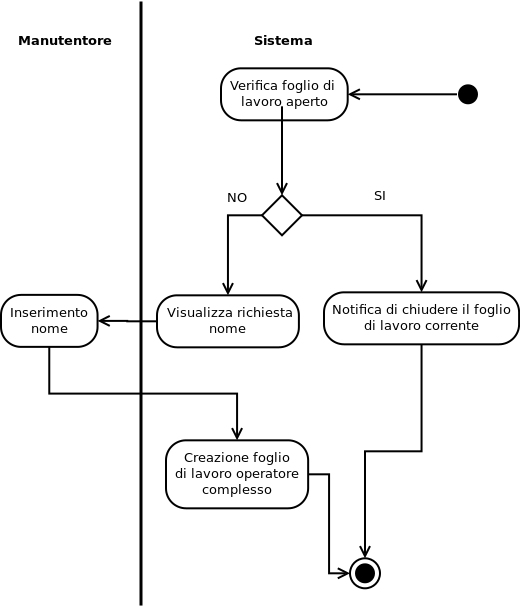 Manutentore
Sistema
Verifica foglio di
lavoro aperto
NO
SI
Inserimento
nome
Visualizza richiesta
nome
Notifica di chiudere il foglio
di lavoro corrente
Creazione foglio
di lavoro operatore
complesso